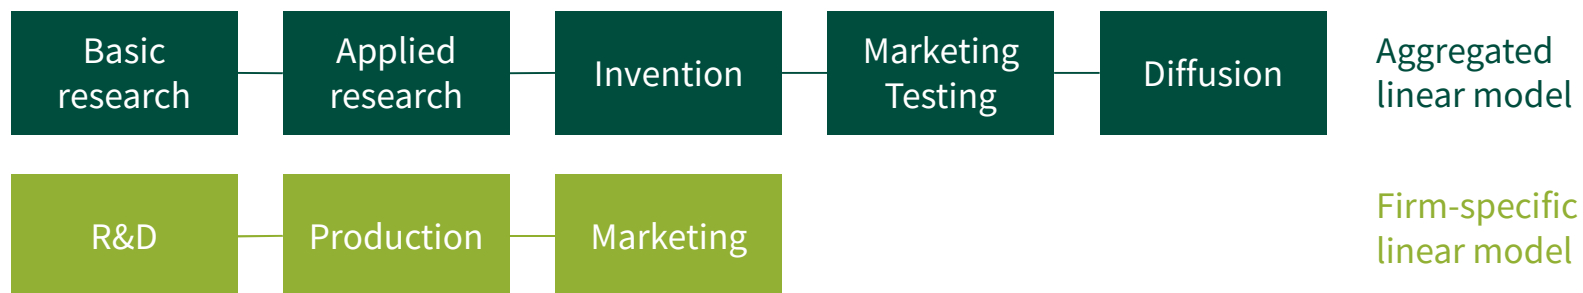 Basic
research
Applied
research
Invention
Marketing
Testing
Diffusion
Aggregated
linear model
R&D
Production
Marketing
Firm-specific
linear model